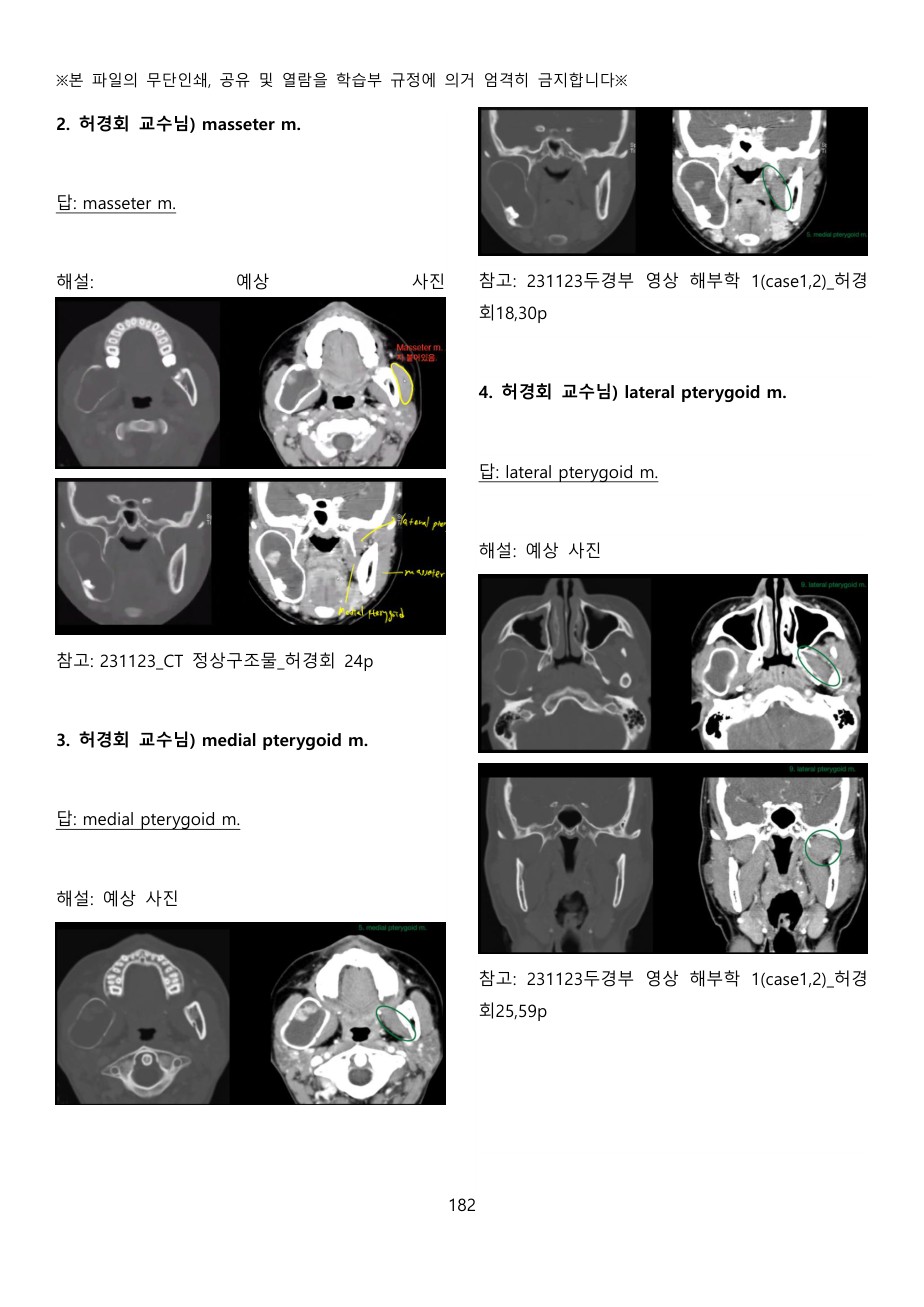 ※본 파일의 무단인쇄, 공유 및 열람을 학습부 규정에 의거 엄격히 금지합니다※
2. 허경회 교수님) masseter m.
답: masseter m.
해설: 예상 사진
Masseter m.
masseter
Medial pterygoid
참고: 231123_CT 정상구조물_허경회 24p
3. 허경회 교수님) medial pterygoid m.
답: medial pterygoid m.
해설: 예상 사진
5. medial pterygoid m.
5. medial pterygoid m.
참고: 231123두경부 영상 해부학 1(case1,2)_허경
회18,30p
4. 허경회 교수님) lateral pterygoid m.
답: lateral pterygoid m.
해설: 예상 사진
lateral pterygoid m.
9. lateral pterygoid m.
참고: 231123두경부 영상 해부학 1(case1,2)_허경
회25,59p
182